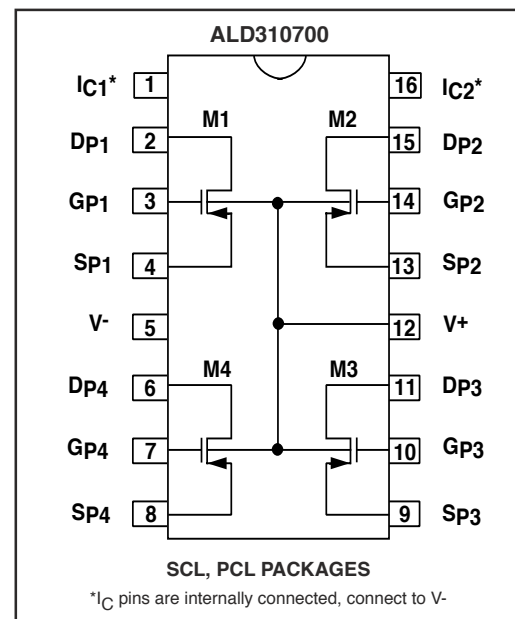 ALD310700
IC1* 1 16 IC2*
M1 M2
DP1 2 15 DP2
GP1 3 14 GP2
SP1 4 13 SP2
V- 5 12 V+
M4 M3
DP4 6 11 DP3
GP4 7 10 GP3
SP4 8 9 SP3
SCL, PCL PACKAGES
*IC pins are internally connected, connect to V-